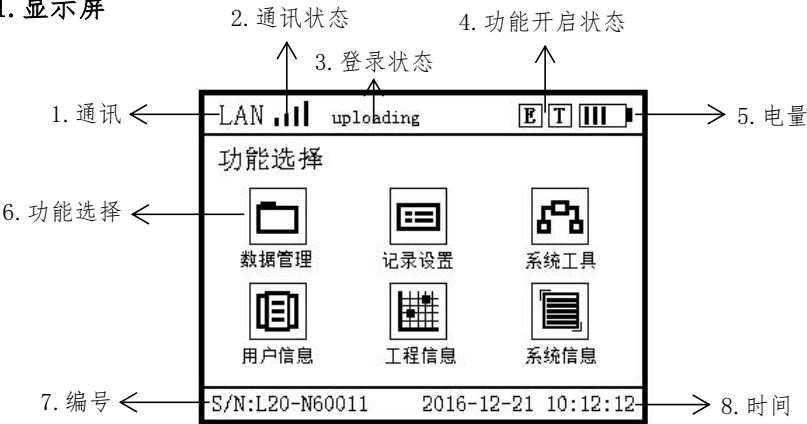 1.显示屏
2.通讯状态
4.功能开启状态
3.登录状态
1.通讯
LAN uploading E T
5.电量
功能选择
6.功能选择
数据管理 记录设置 系统工具
用户信息 工程信息 系统信息
7.编号
S/N:L20-N60011 2016-12-21 10:12:12
8.时间